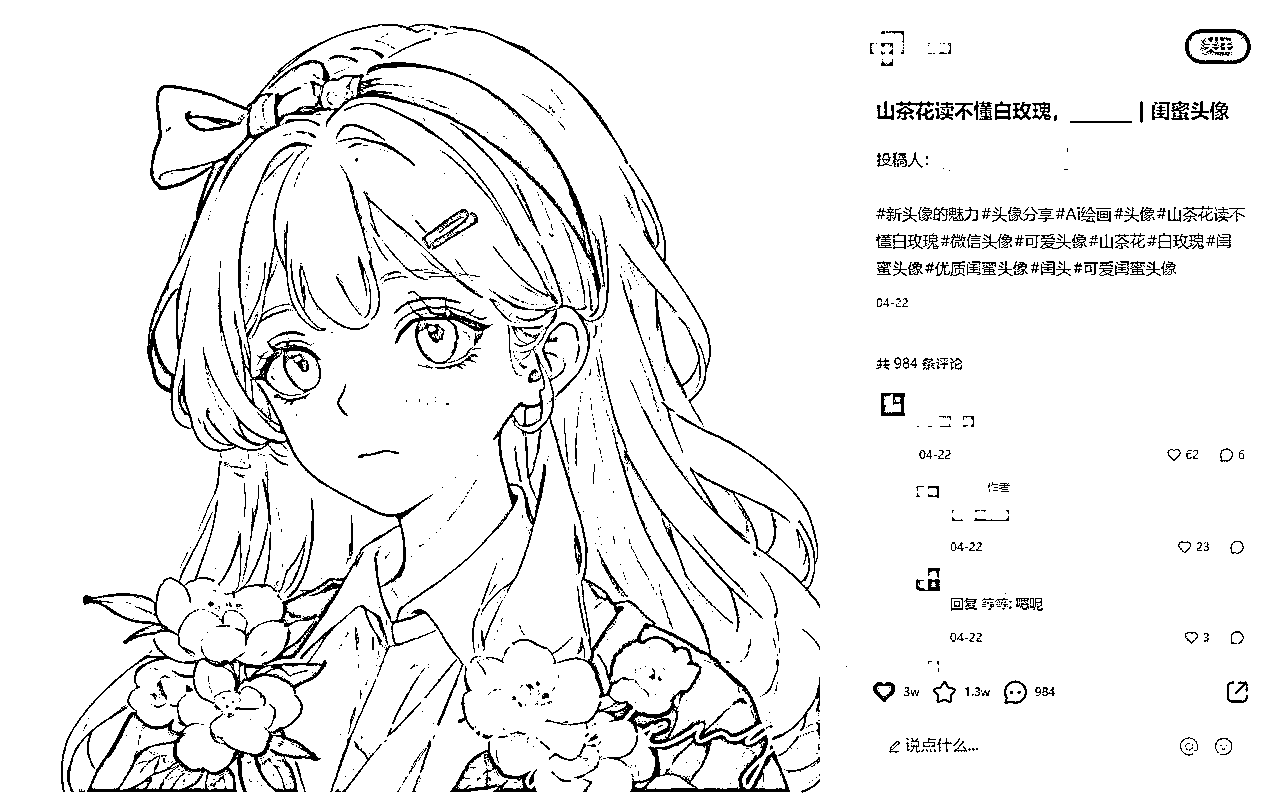 山茶花读不懂白玫瑰，______ | 闺蜜头像
投稿人：
#新头像的魅力#头像分享#Ai绘画#头像#山茶花读不
懂白玫瑰#微信头像#可爱头像#山茶花#白玫瑰#闺
蜜头像#优质闺蜜头像#闺头#可爱闺蜜头像
04-22
共 984 条评论
04-22 62 6
作者
04-22 23
回复 嗯呢
04-22 3
3w 1.3w 984
说点什么...